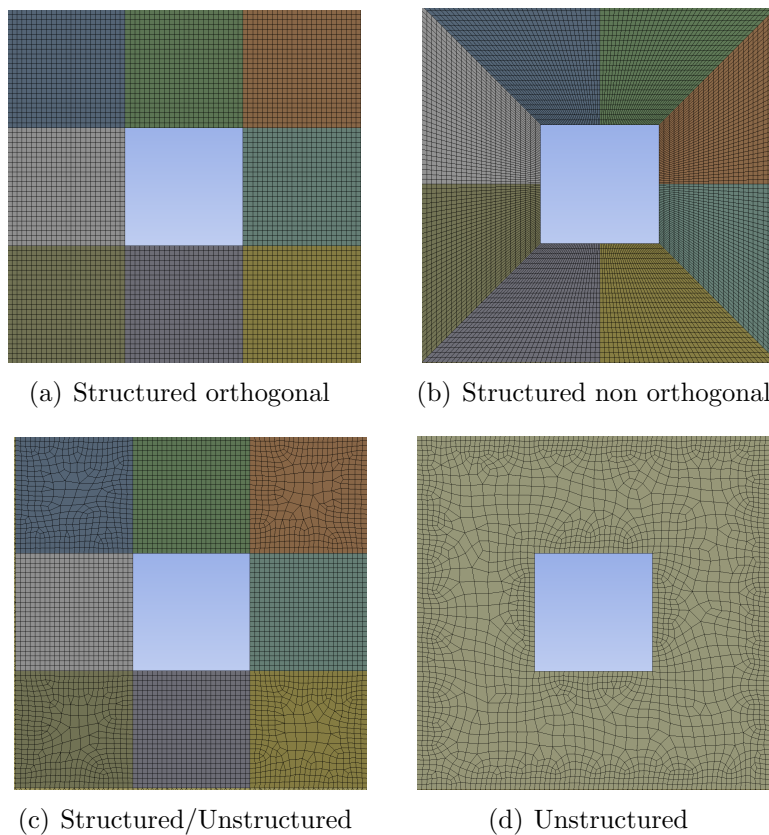 (a) Structured orthogonal
(b) Structured non orthogonal
(c) Structured/Unstructured
(d) Unstructured